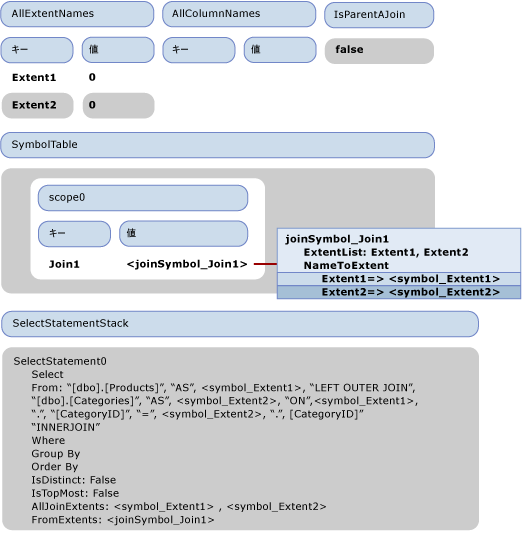 AllExtentNames
AllColumnNames
IsParentAJoin
キー
値
キー
値
false
Extent1
0
Extent2
0
SymbolTable
scope0
キー
値
Join1
<joinSymbol_Join1>
joinSymbol_Join1
ExtentList: Extent1, Extent2
NameToExtent
Extent1=> <symbol_Extent1>
Extent2=> <symbol_Extent2>
SelectStatementStack
SelectStatement0
Select
From: “[dbo].[Products]”, “AS”, <symbol_Extent1>, “LEFT OUTER JOIN”,
“[dbo].[Categories]”, “AS”, <symbol_Extent2>, “ON”,<symbol_Extent1>,
“.”, “[CategoryID]”, “=”, <symbol_Extent2>, “.”, [CategoryID]”
“INNERJOIN”
Where
Group By
Order By
IsDistinct: False
IsTopMost: False
AllJoinExtents: <symbol_Extent1> , <symbol_Extent2>
FromExtents: <joinSymbol_Join1>